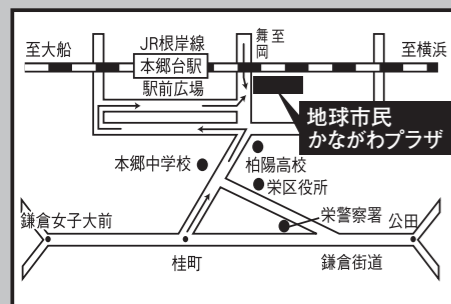 JR根岸線
舞岡
至
至大船
本郷台駅
至横浜
駅前広場
地球市民
かながわプラザ
本郷中学校
柏陽高校
栄区役所
鎌倉女子大前
栄警察署
公田
桂町
鎌倉街道